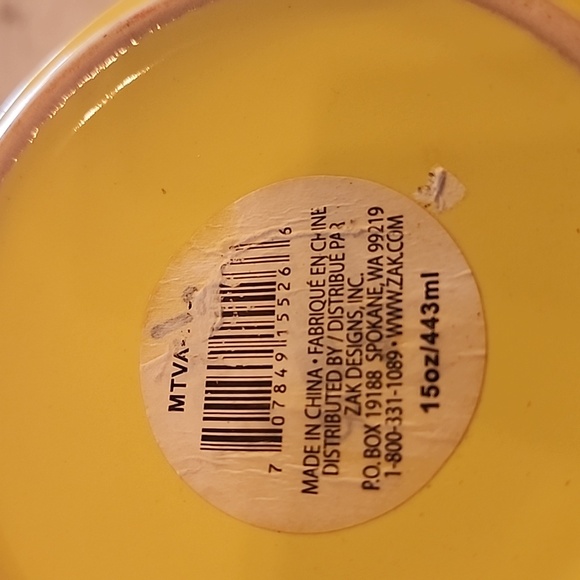 MTVA-
7 07849 15526 6
MADE IN CHINA • FABRIQUÉ EN CHINE
DISTRIBUTED BY / DISTRIBUÉ PAR
ZAK DESIGNS, INC.
P.O. BOX 19188 SPOKANE, WA 99219
1-800-331-1089 • WWW.ZAK.COM
15oz/443ml